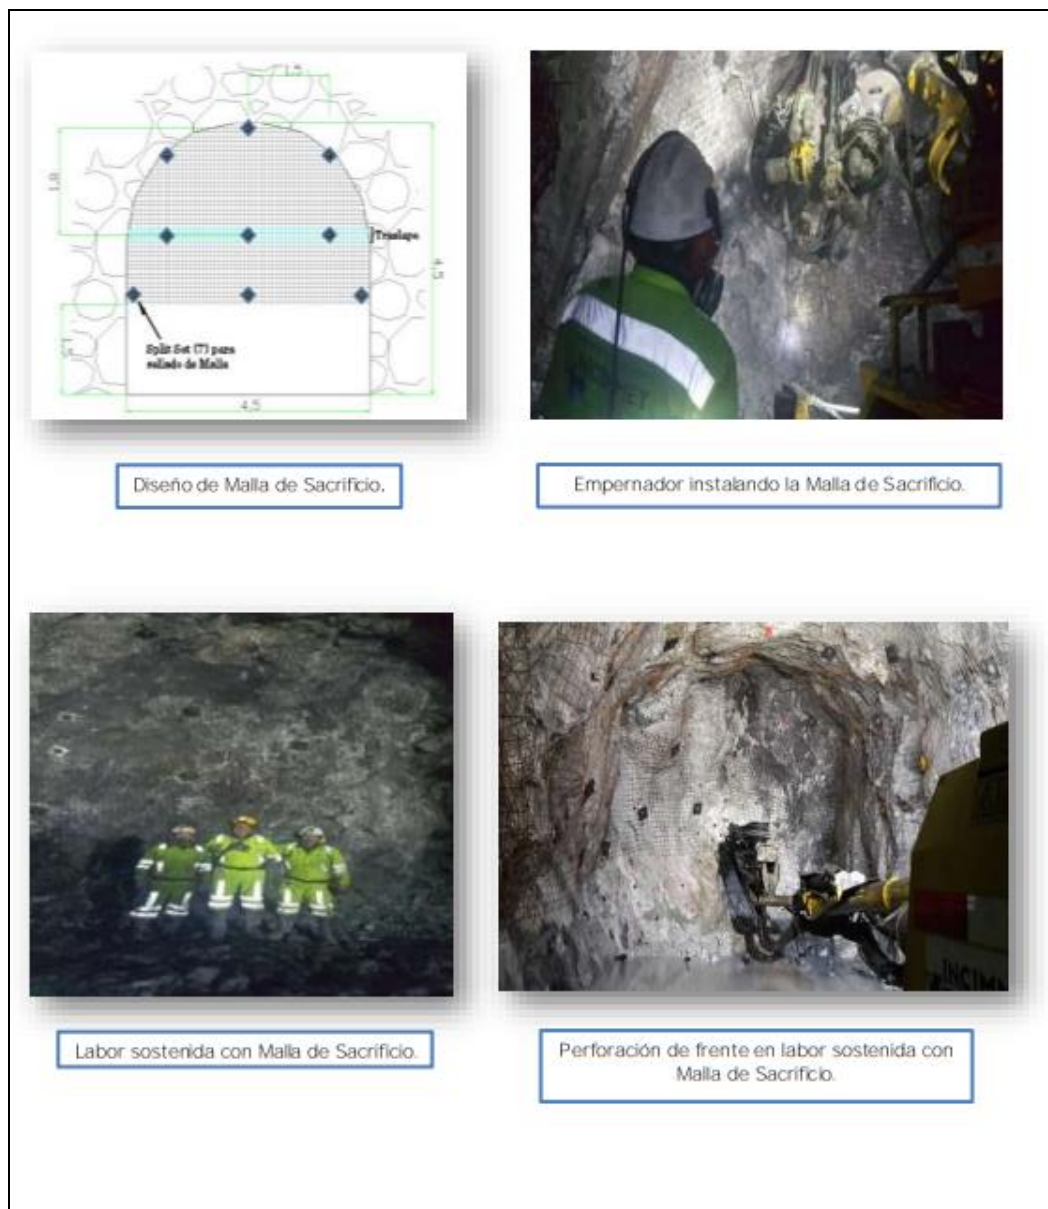 1,5
1,8
Traslape
4,5
Split Set (7) para
sellado de Malla
4,5
Diseño de Malla de Sacrificio.
Empernador instalando la Malla de Sacrificio.
Labor sostenida con Malla de Sacrificio.
INCIMM
Perforación de frente en labor sostenida con
Malla de Sacrificio.